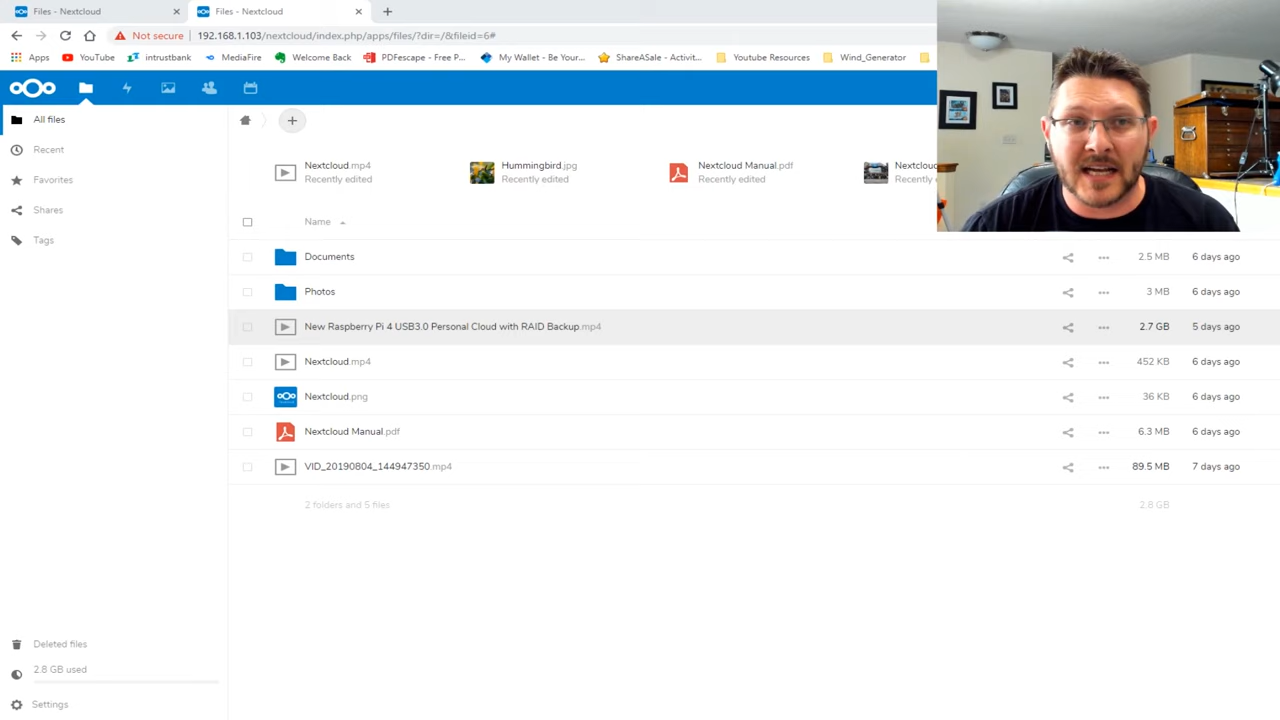 Files - Nextcloud
Files - Nextcloud
Not secure | 192.168.1.103/nextcloud/index.php/apps/files/?dir=/&fileid=6#
Apps YouTube intrustbank MediaFire Welcome Back PDFescape - Free P... My Wallet - Be Your... ShareASale - Activit... Youtube Resources Wind_Generator
All files
Recent
Favorites
Shares
Tags
Nextcloud.mp4 Hummingbird.jpg Nextcloud Manual.pdf Nextcloud
Recently edited Recently edited Recently edited Recently
Name
Documents 2.5 MB 6 days ago
Photos 3 MB 6 days ago
New Raspberry Pi 4 USB3.0 Personal Cloud with RAID Backup.mp4 2.7 GB 5 days ago
Nextcloud.mp4 452 KB 6 days ago
Nextcloud.png 36 KB 6 days ago
Nextcloud Manual.pdf 6.3 MB 6 days ago
VID_20190804_144947350.mp4 89.5 MB 7 days ago
2 folders and 5 files 2.8 GB
Deleted files
2.8 GB used
Settings